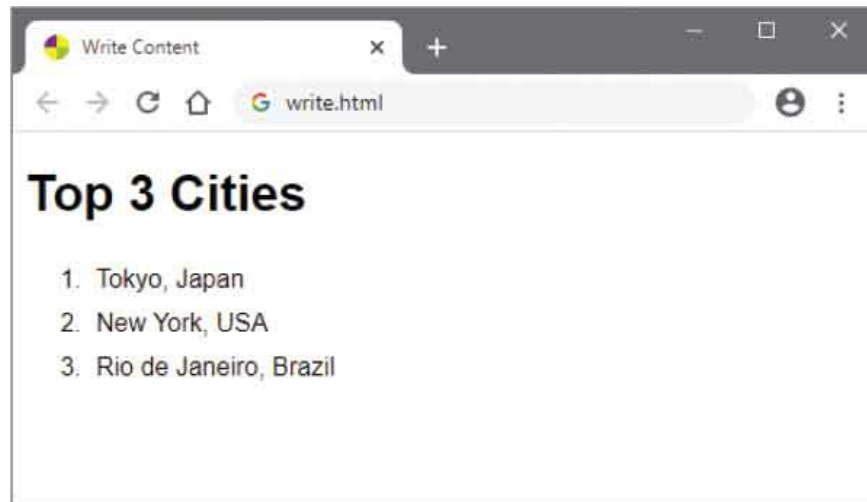 Write Content
write.html
Top 3 Cities
1. Tokyo, Japan
2. New York, USA
3. Rio de Janeiro, Brazil